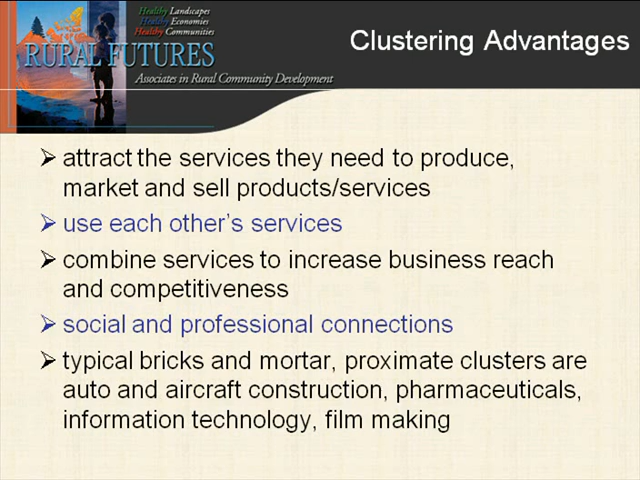 Healthy Landscapes
Healthy Economies
Healthy Communities
RURAL FUTURES
Associates in Rural Community Development
Clustering Advantages
attract the services they need to produce,
market and sell products/services
use each other's services
combine services to increase business reach
and competitiveness
social and professional connections
typical bricks and mortar, proximate clusters are
auto and aircraft construction, pharmaceuticals,
information technology, film making